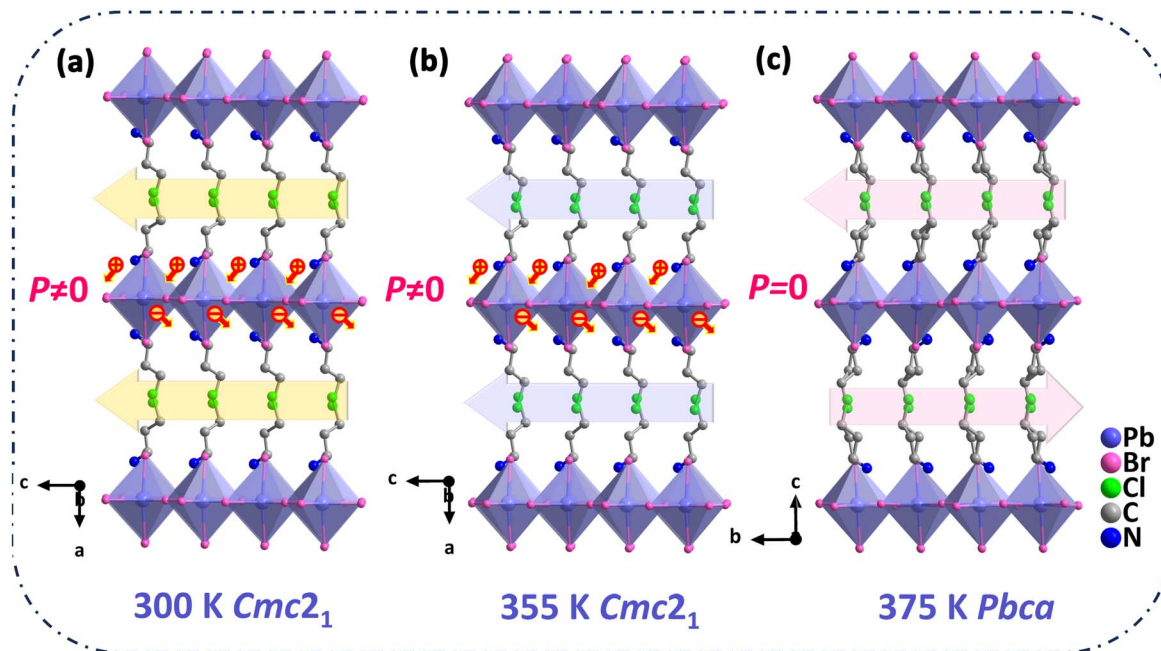 (a)
(b)
(c)
P≠0
P≠0
P=0
c
b
a
c
b
a
c
b
Pb
Br
Cl
C
N
300 K Cmc2₁
355 K Cmc2₁
375 K Pbca